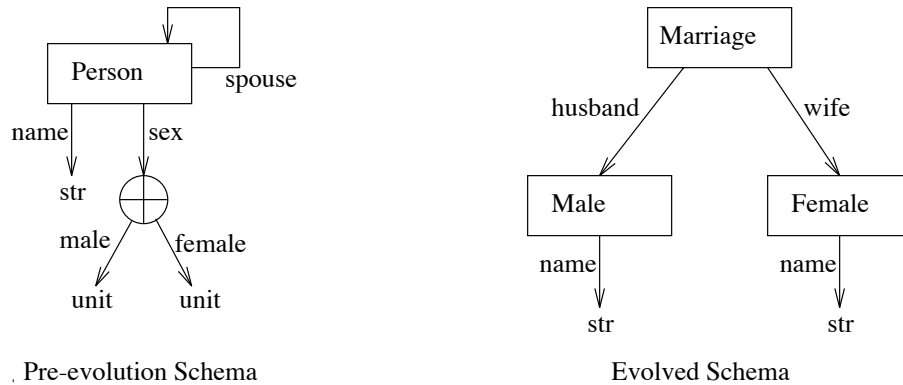 Person
spouse
name
sex
str
male
female
unit
unit
Pre-evolution Schema
Marriage
husband
wife
Male
Female
name
name
str
str
Evolved Schema